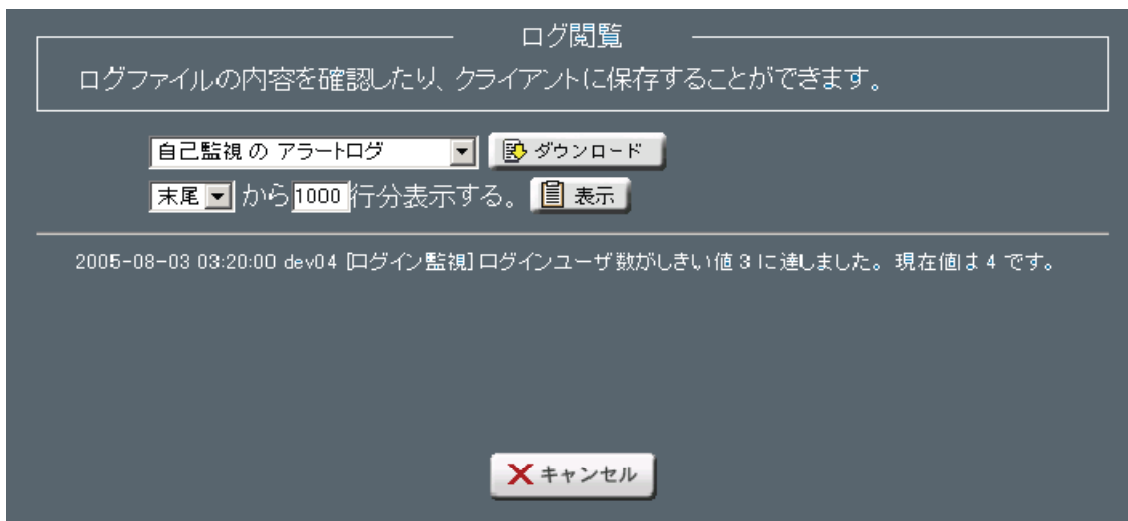 ログ閲覧
ログファイルの内容を確認したり、クライアントに保存することができます。
自己監視 の アラートログ ダウンロード
末尾 から 1000 行分表示する。 表示
2005-08-03 03:20:00 dev04 [ログイン監視] ログインユーザ数がしきい値 3 に達しました。現在値は 4 です。
キャンセル